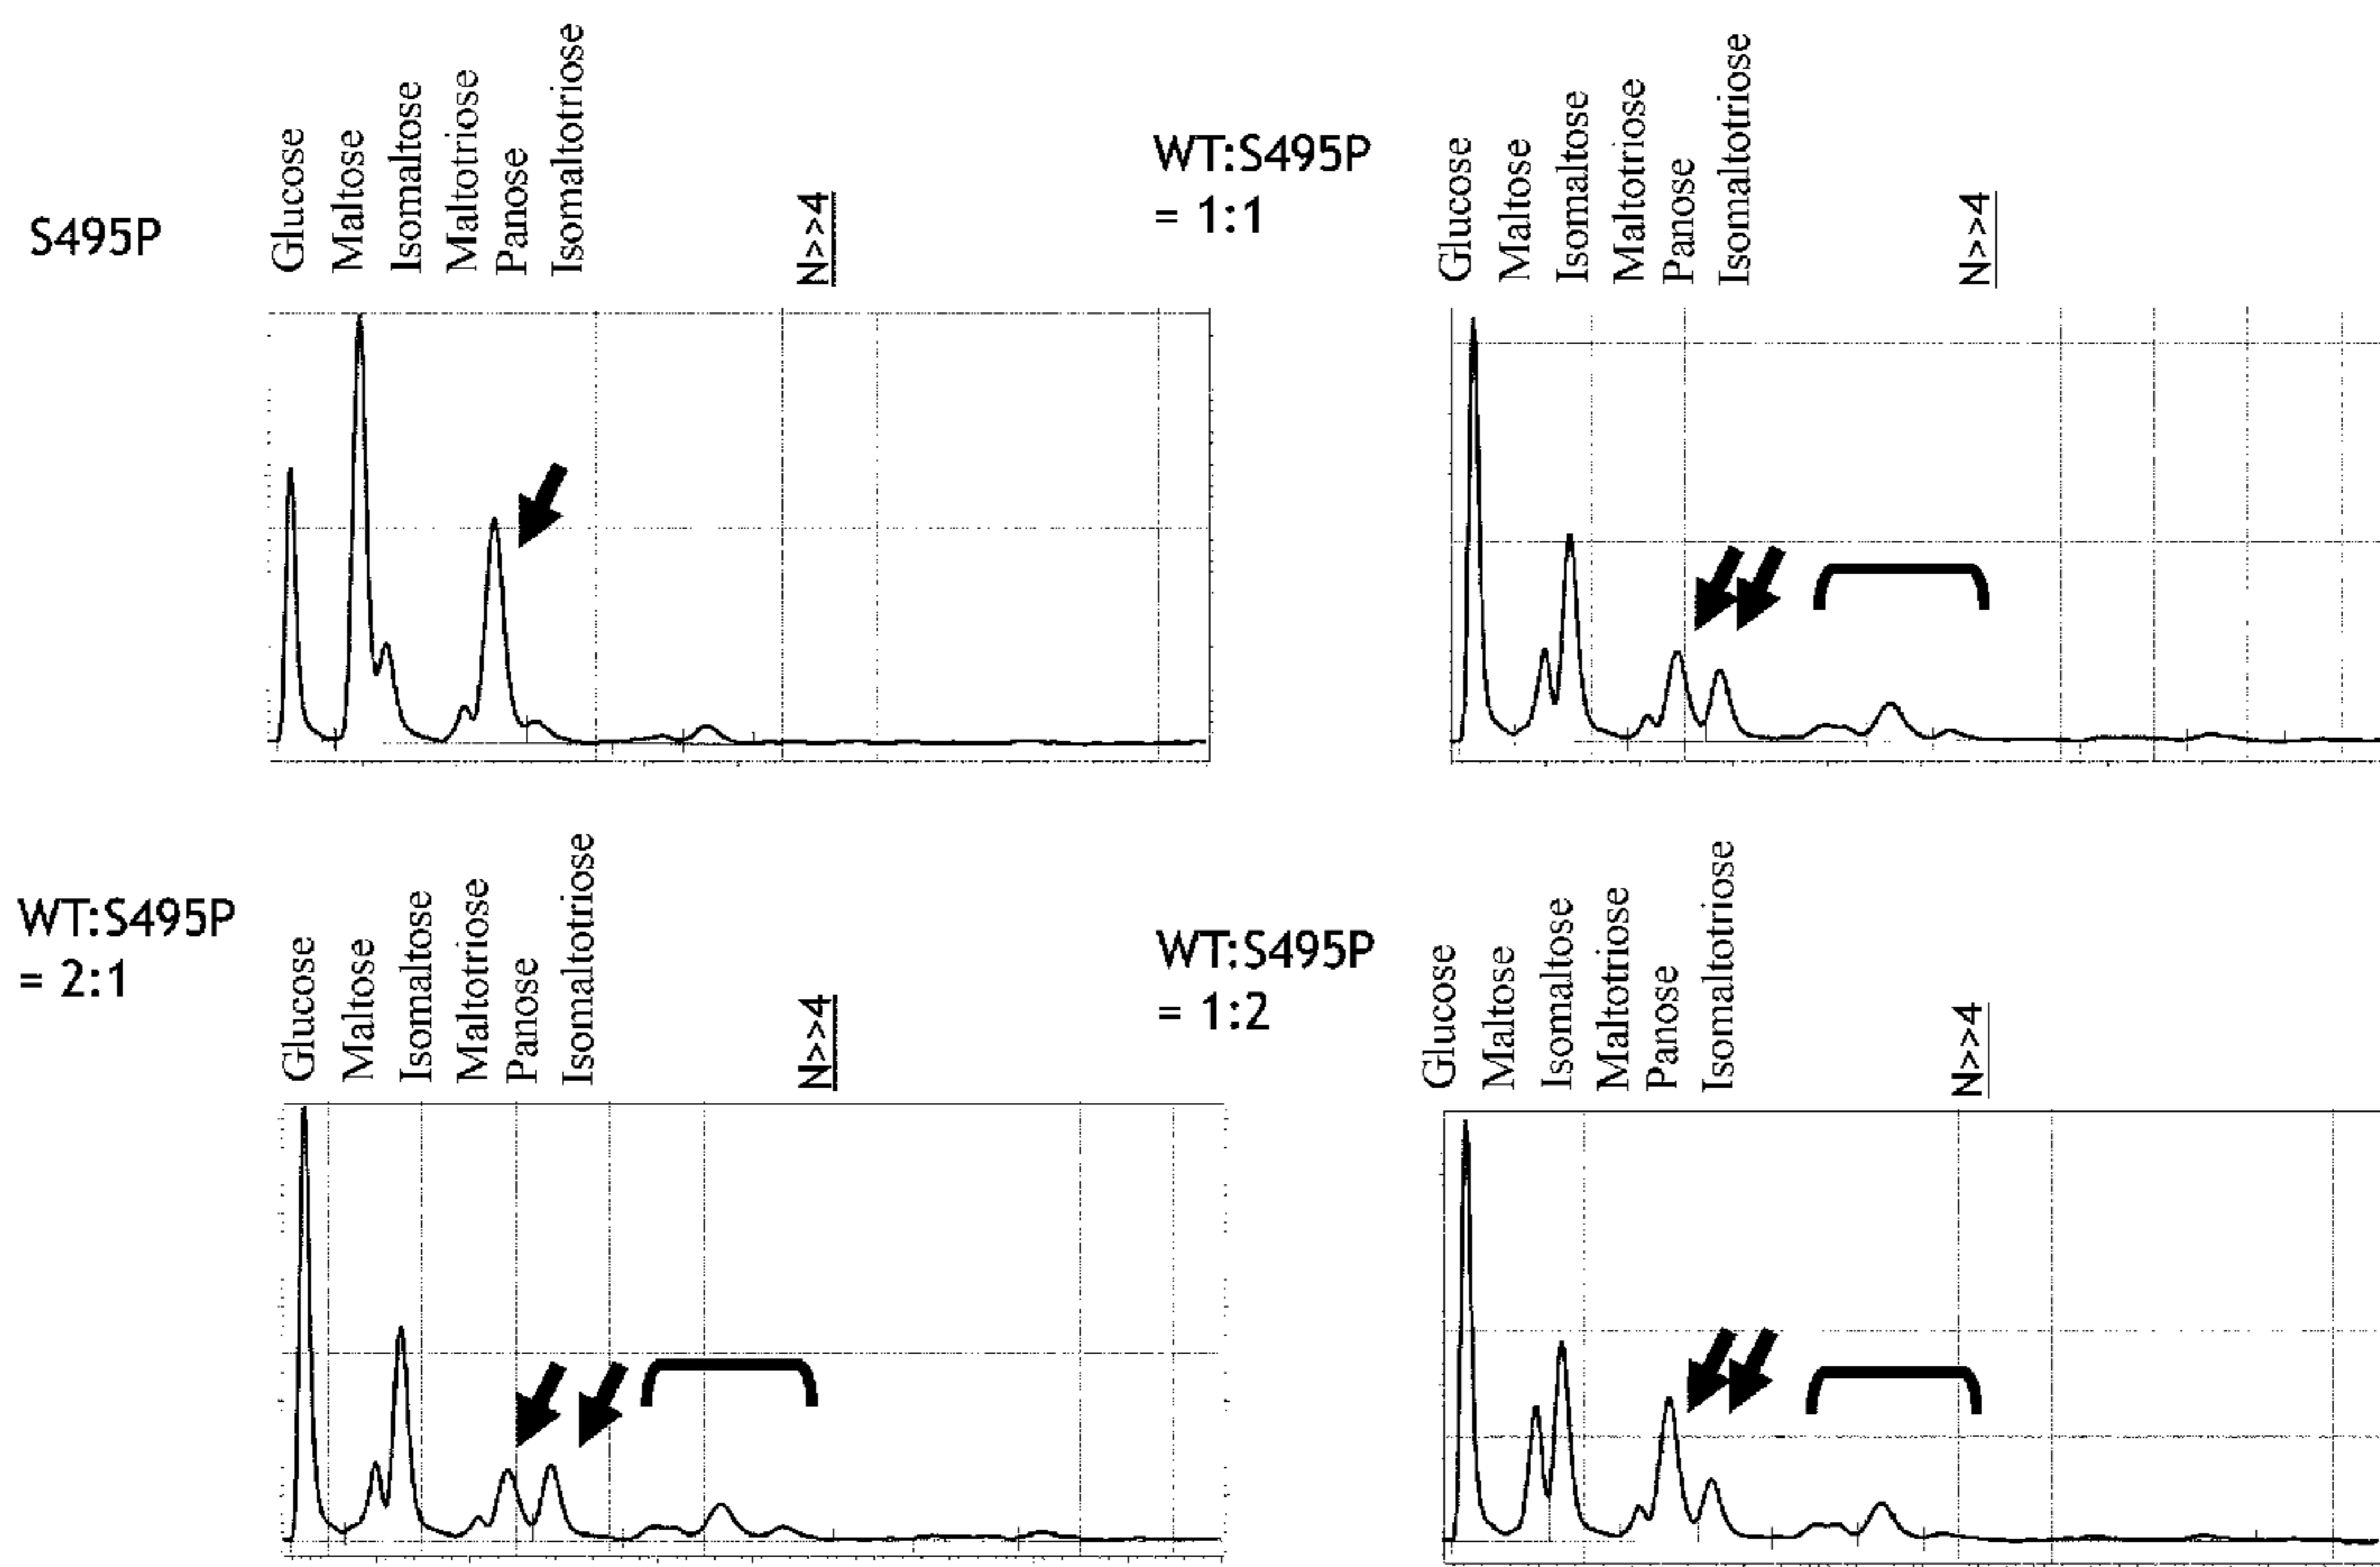 S495P
Glucose
Maltose
Isomaltose
Maltotriose
Panose
Isomaltotriose
N>>4
WT:S495P
= 1:1
Glucose
Maltose
Isomaltose
Maltotriose
Panose
Isomaltotriose
N>>4
WT:S495P
= 2:1
Glucose
Maltose
Isomaltose
Maltotriose
Panose
Isomaltotriose
N>>4
WT:S495P
= 1:2
Glucose
Maltose
Isomaltose
Maltotriose
Panose
Isomaltotriose
N>>4